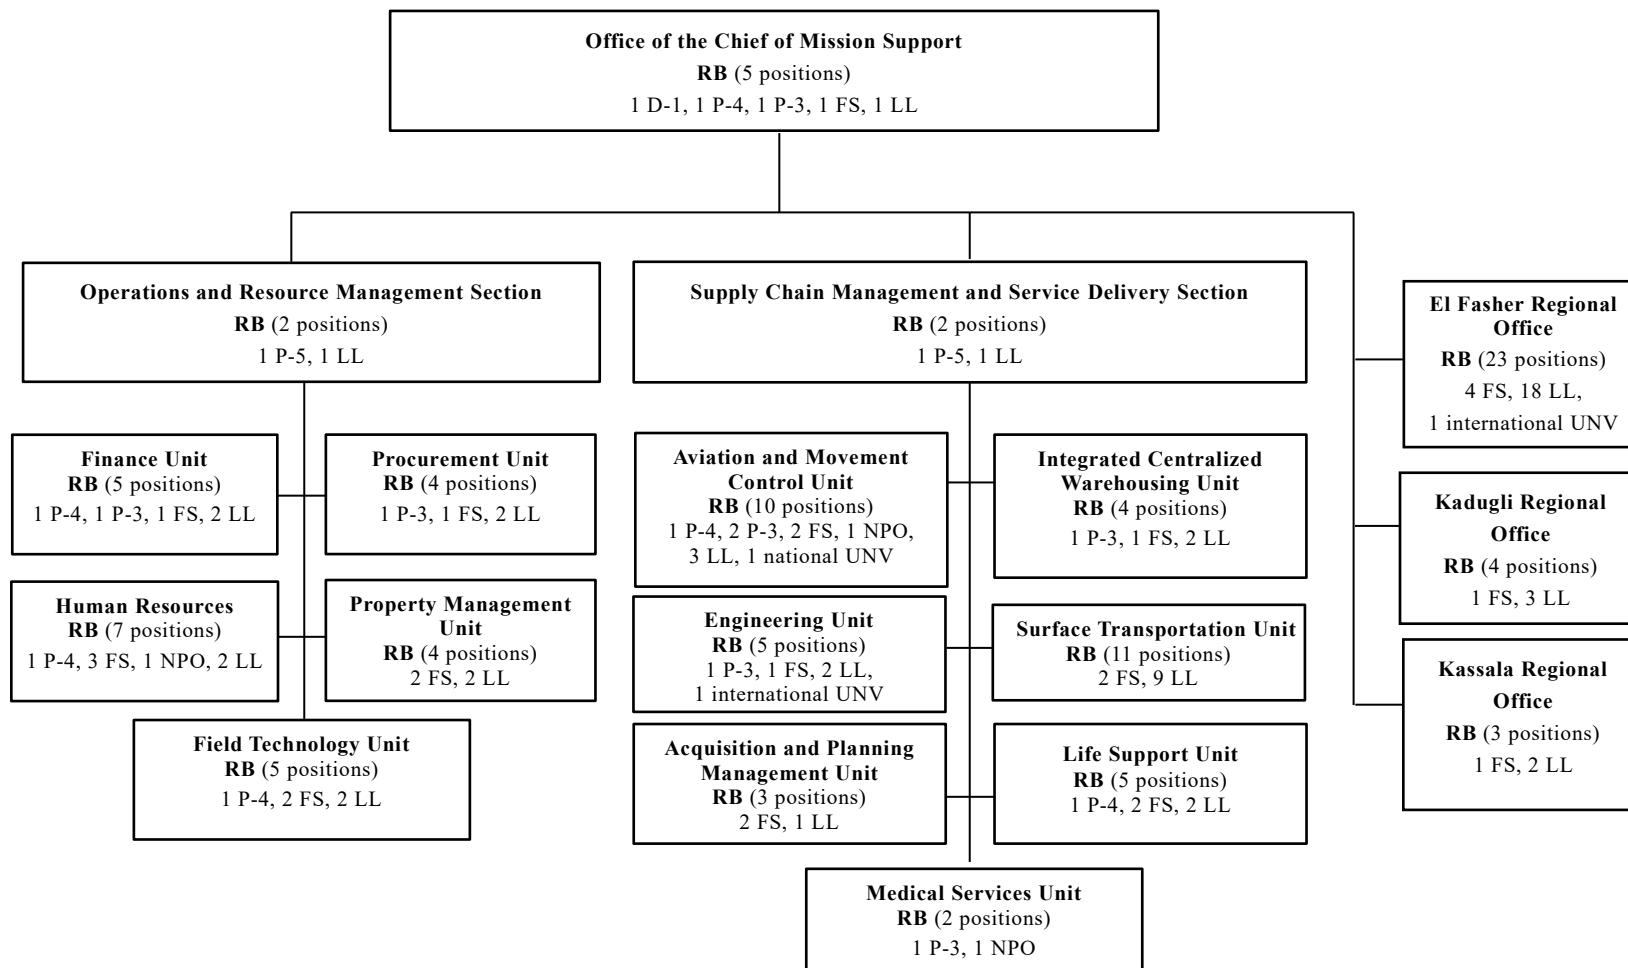 Office of the Chief of Mission Support
RB (5 positions)
1 D-1, 1 P-4, 1 P-3, 1 FS, 1 LL
Operations and Resource Management Section
RB (2 positions)
1 P-5, 1 LL
Supply Chain Management and Service Delivery Section
RB (2 positions)
1 P-5, 1 LL
El Fasher Regional
Office
RB (23 positions)
4 FS, 18 LL,
1 international UNV
Finance Unit
RB (5 positions)
1 P-4, 1 P-3, 1 FS, 2 LL
Procurement Unit
RB (4 positions)
1 P-3, 1 FS, 2 LL
Aviation and Movement
Control Unit
RB (10 positions)
1 P-4, 2 P-3, 2 FS, 1 NPO,
3 LL, 1 national UNV
Integrated Centralized
Warehousing Unit
RB (4 positions)
1 P-3, 1 FS, 2 LL
Kadugli Regional
Office
RB (4 positions)
1 FS, 3 LL
Human Resources
RB (7 positions)
1 P-4, 3 FS, 1 NPO, 2 LL
Property Management
Unit
RB (4 positions)
2 FS, 2 LL
Engineering Unit
RB (5 positions)
1 P-3, 1 FS, 2 LL,
1 international UNV
Surface Transportation Unit
RB (11 positions)
2 FS, 9 LL
Kassala Regional
Office
RB (3 positions)
1 FS, 2 LL
Field Technology Unit
RB (5 positions)
1 P-4, 2 FS, 2 LL
Acquisition and Planning
Management Unit
RB (3 positions)
2 FS, 1 LL
Life Support Unit
RB (5 positions)
1 P-4, 2 FS, 2 LL
Medical Services Unit
RB (2 positions)
1 P-3, 1 NPO